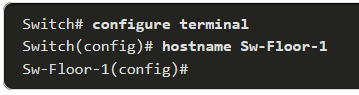 Switch# configure terminal
Switch(config)# hostname Sw-Floor-1
Sw-Floor-1(config)#